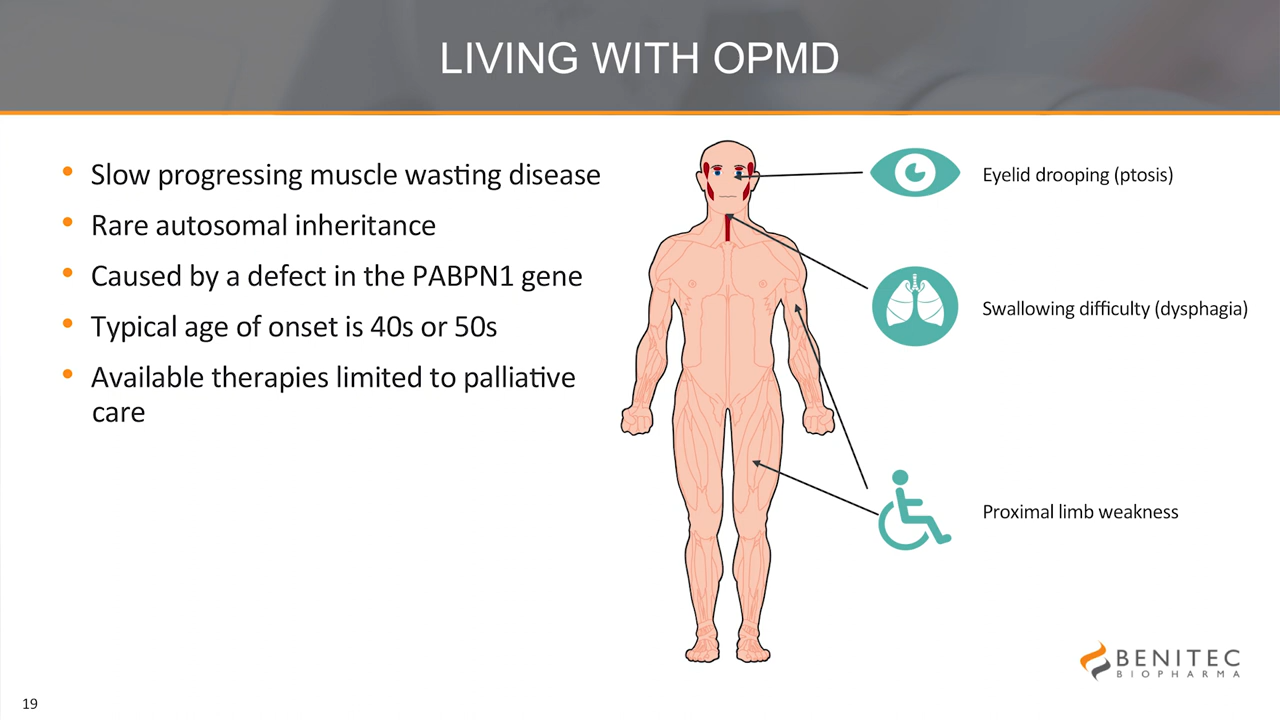 LIVING WITH OPMD
• Slow progressing muscle wasting disease
• Rare autosomal inheritance
• Caused by a defect in the PABPN1 gene
• Typical age of onset is 40s or 50s
• Available therapies limited to palliative
care
Eyelid drooping (ptosis)
Swallowing difficulty (dysphagia)
Proximal limb weakness
BENITEC
BIOPHARMA
19